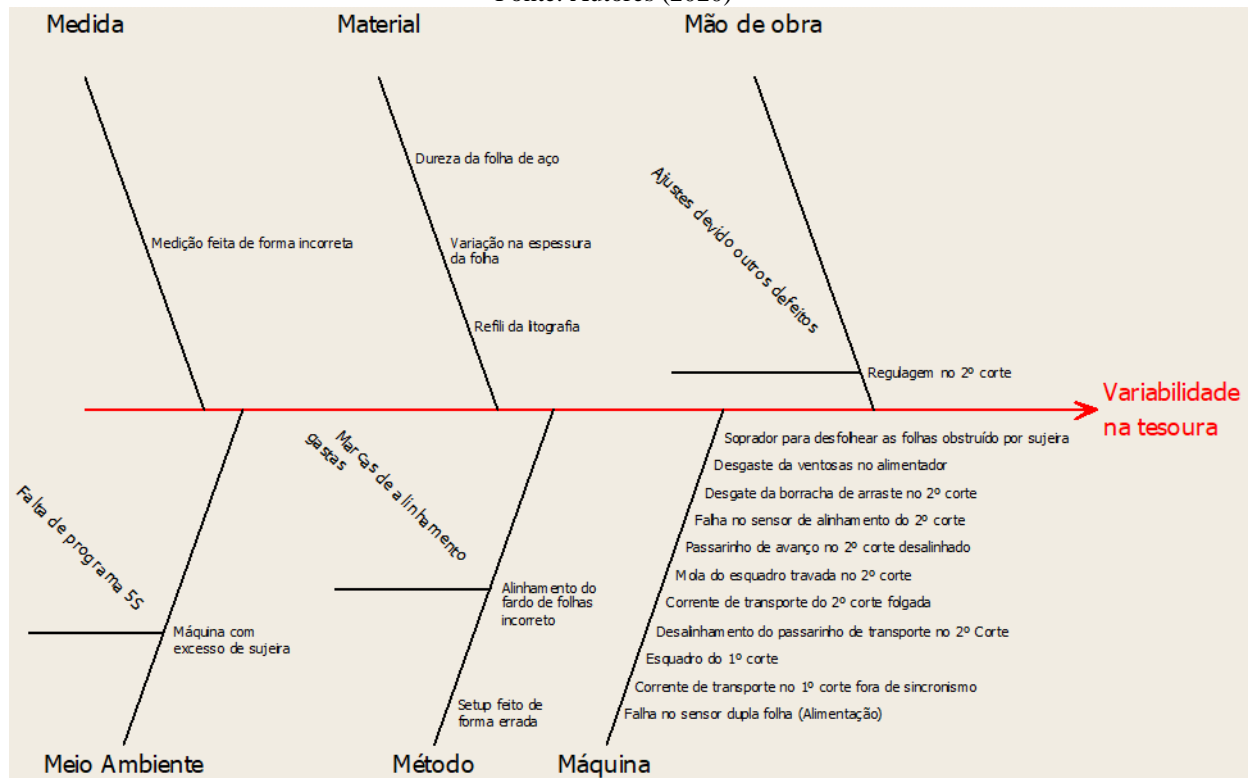 Fonte: Autores (2020)
Medida
Material
Mão de obra
Dureza da folha de aço
Medição feita de forma incorreta
Variação na espessura
da folha
Ajustes devido outros defeitos
Refili da litografia
Regulagem no 2º corte
Variabilidade
na tesoura
Falta de programa 5S
Máquina com
excesso de sujeira
Marcas de alinhamento
gastas
Alinhamento do
fardo de folhas
incorreto
Setup feito de
forma errada
Soprador para desfolhear as folhas obstruído por sujeira
Desgaste da ventosas no alimentador
Desgate da borracha de arraste no 2º corte
Falha no sensor de alinhamento do 2º corte
Passarinho de avanço no 2º corte desalinhado
Mola do esquadro travada no 2º corte
Corrente de transporte do 2º corte folgada
Desalinhamento do passarinho de transporte no 2º Corte
Esquadro do 1º corte
Corrente de transporte no 1º corte fora de sincronismo
Falha no sensor dupla folha (Alimentação)
Meio Ambiente
Método
Máquina